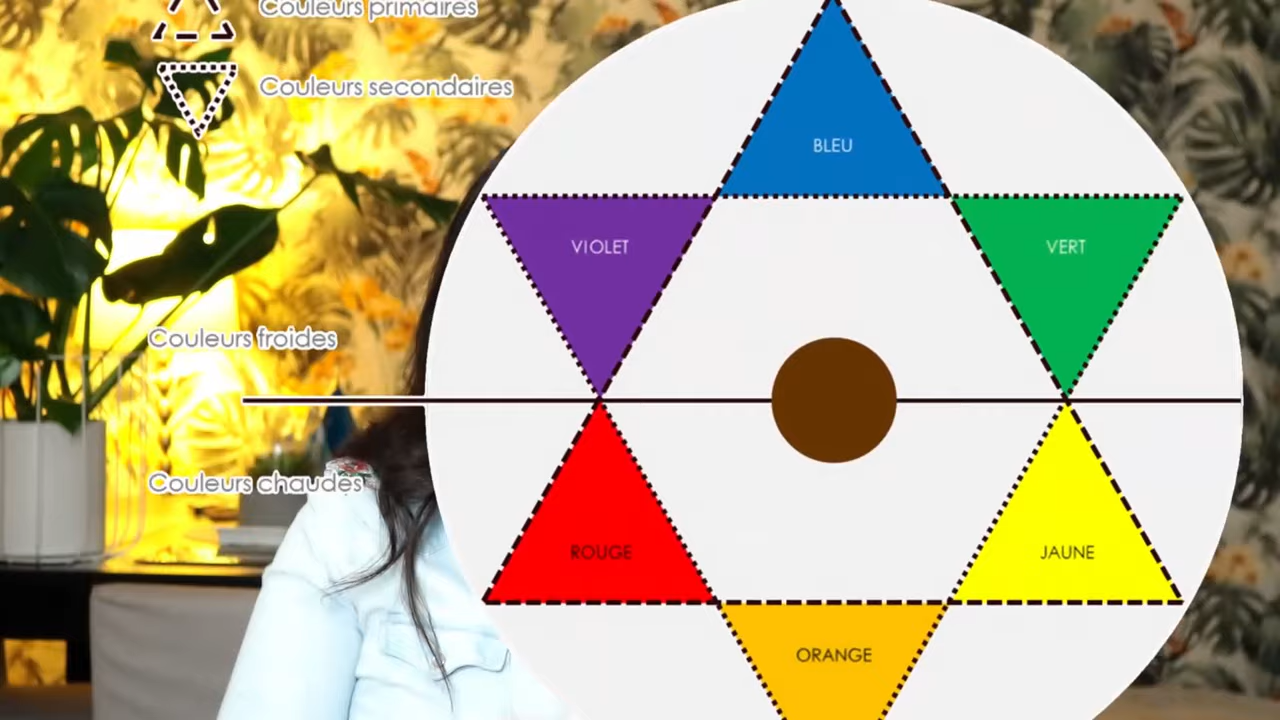 Couleurs primaires
Couleurs secondaires
BLEU
VIOLET
VERT
Couleurs froides
Couleurs chaudes
ROUGE
JAUNE
ORANGE